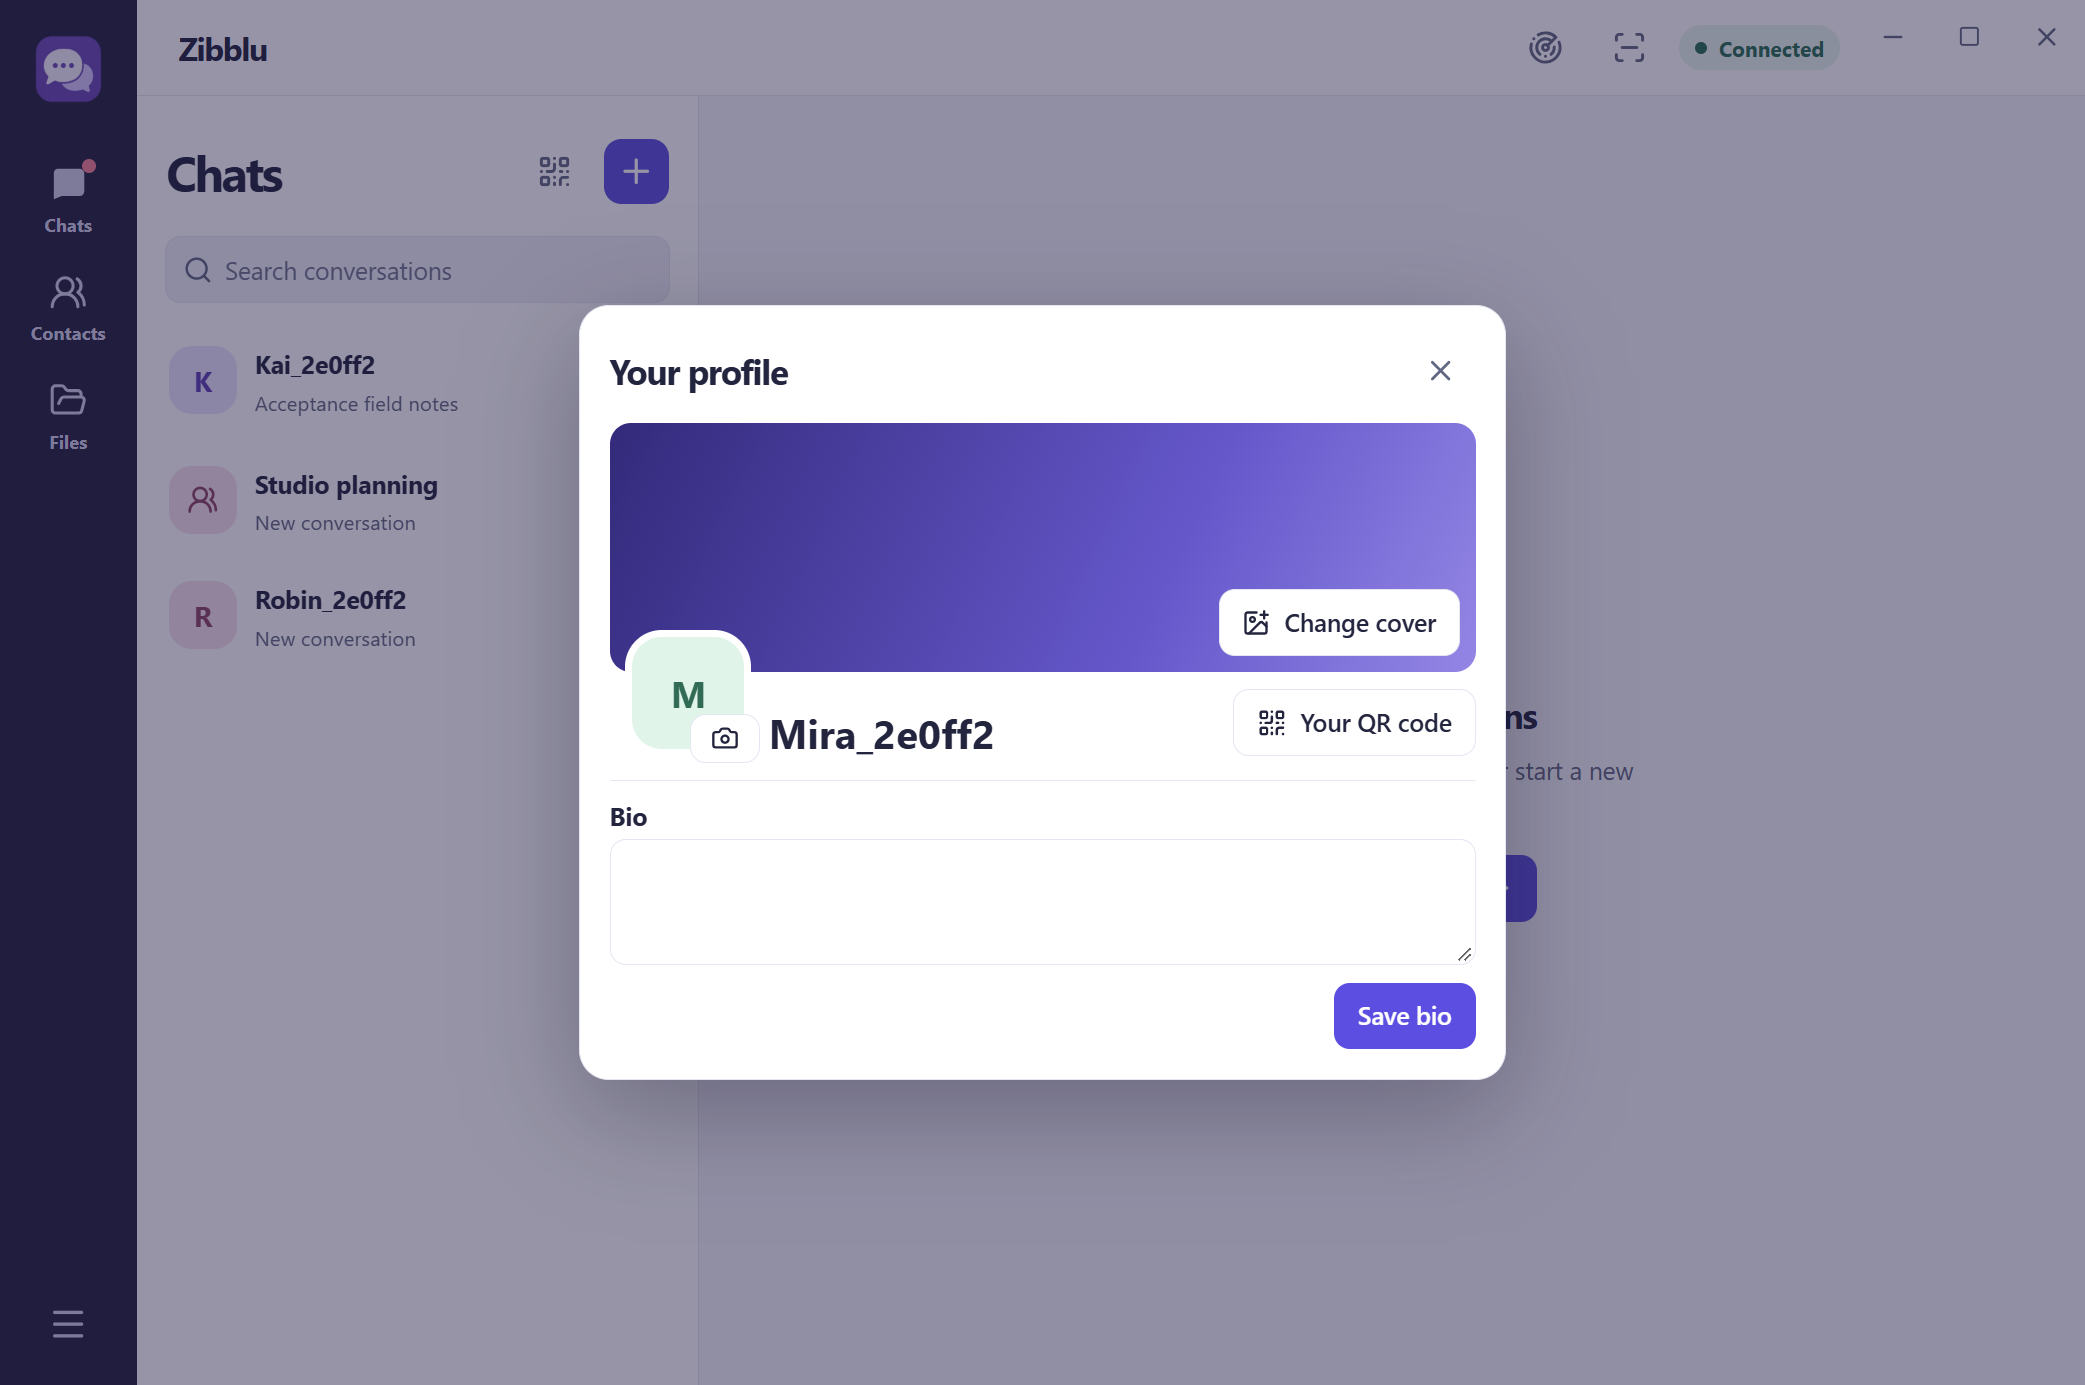 Zibblu
Connected
Chats
Contacts
Files
Chats
Search conversations
K
Kai_2e0ff2
Acceptance field notes
Studio planning
New conversation
R
Robin_2e0ff2
New conversation
Your profile
Change cover
M
Mira_2e0ff2
Your QR code
Bio
Save bio
ns
start a new